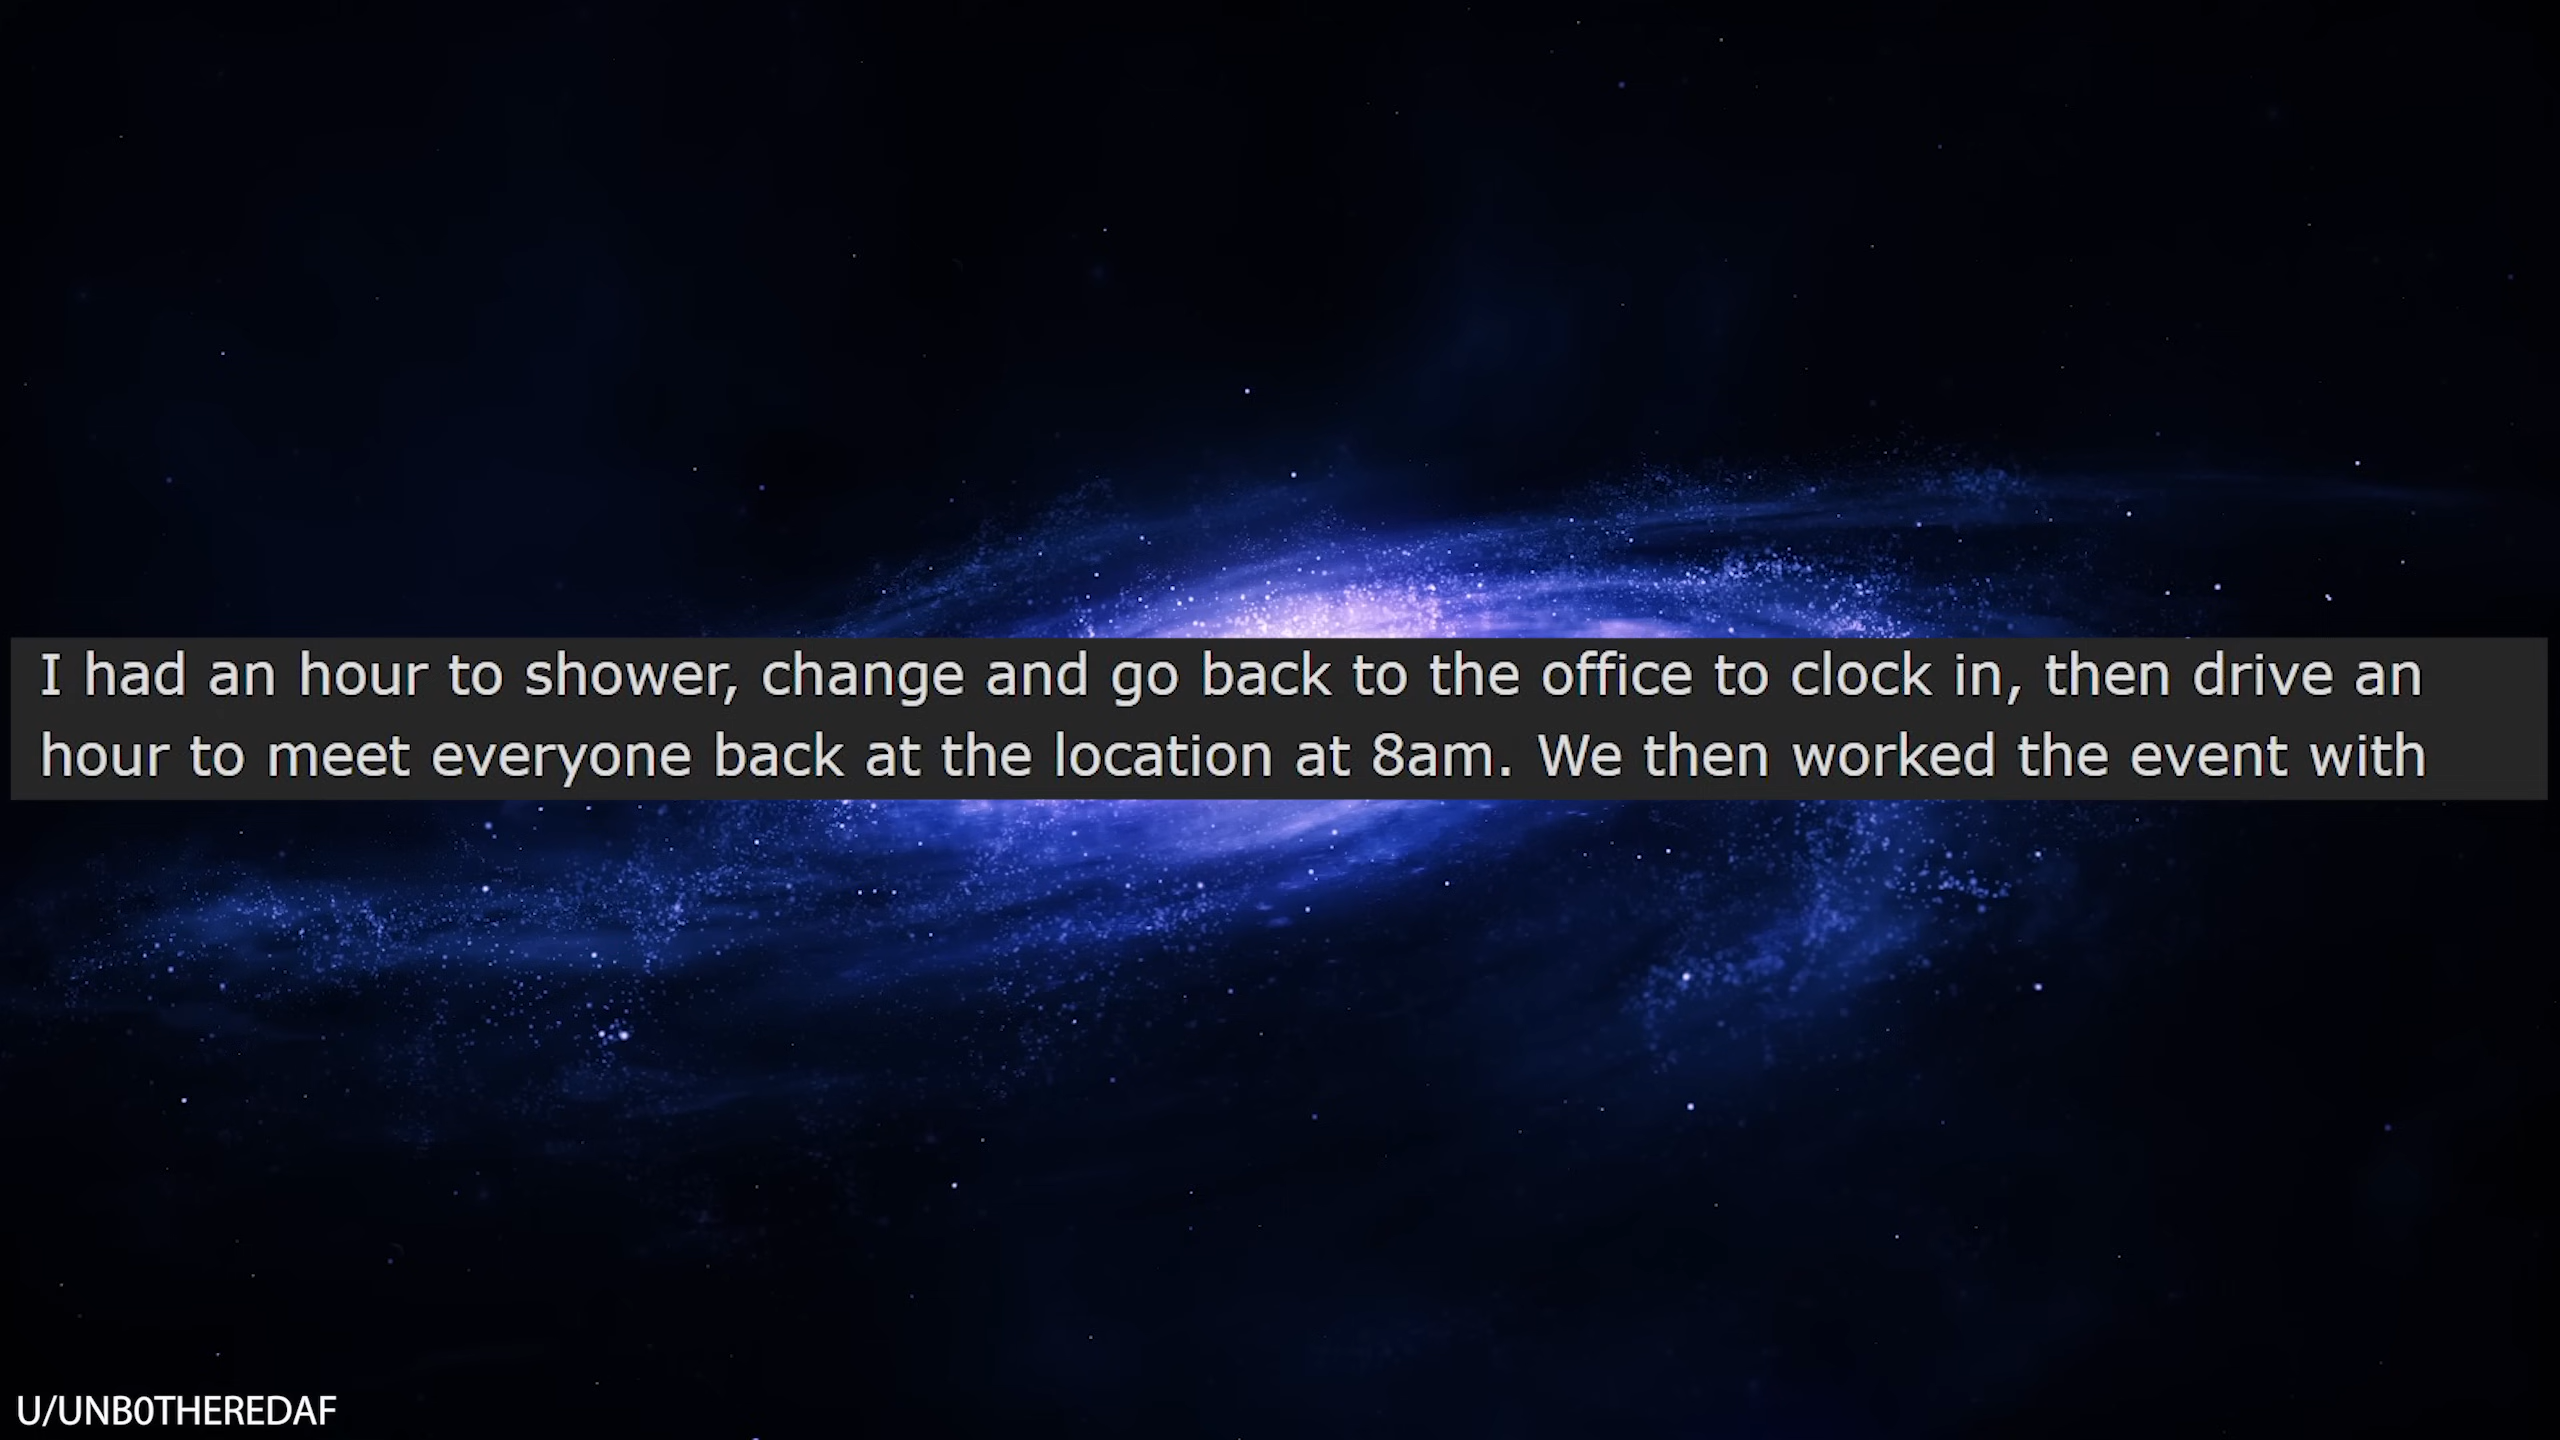 I had an hour to shower, change and go back to the office to clock in, then drive an
hour to meet everyone back at the location at 8am. We then worked the event with
U/UNB0THEREDAF